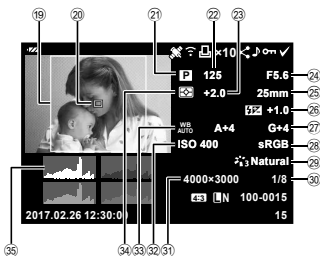 ⑲ ⑳ ㉑ ㉒ ㉓
×10
P 125 F5.6 ㉔
+2.0 25mm ㉕
+1.0 ㉖
WB AUTO A+4 G+4 ㉗
ISO 400 sRGB ㉘
3 Natural ㉙
4000×3000 1/8 ㉚
4:3 LN 100-0015
2017.02.26 12:30:00 15
㉟ ㉞ ㉝ ㉜ ㉛